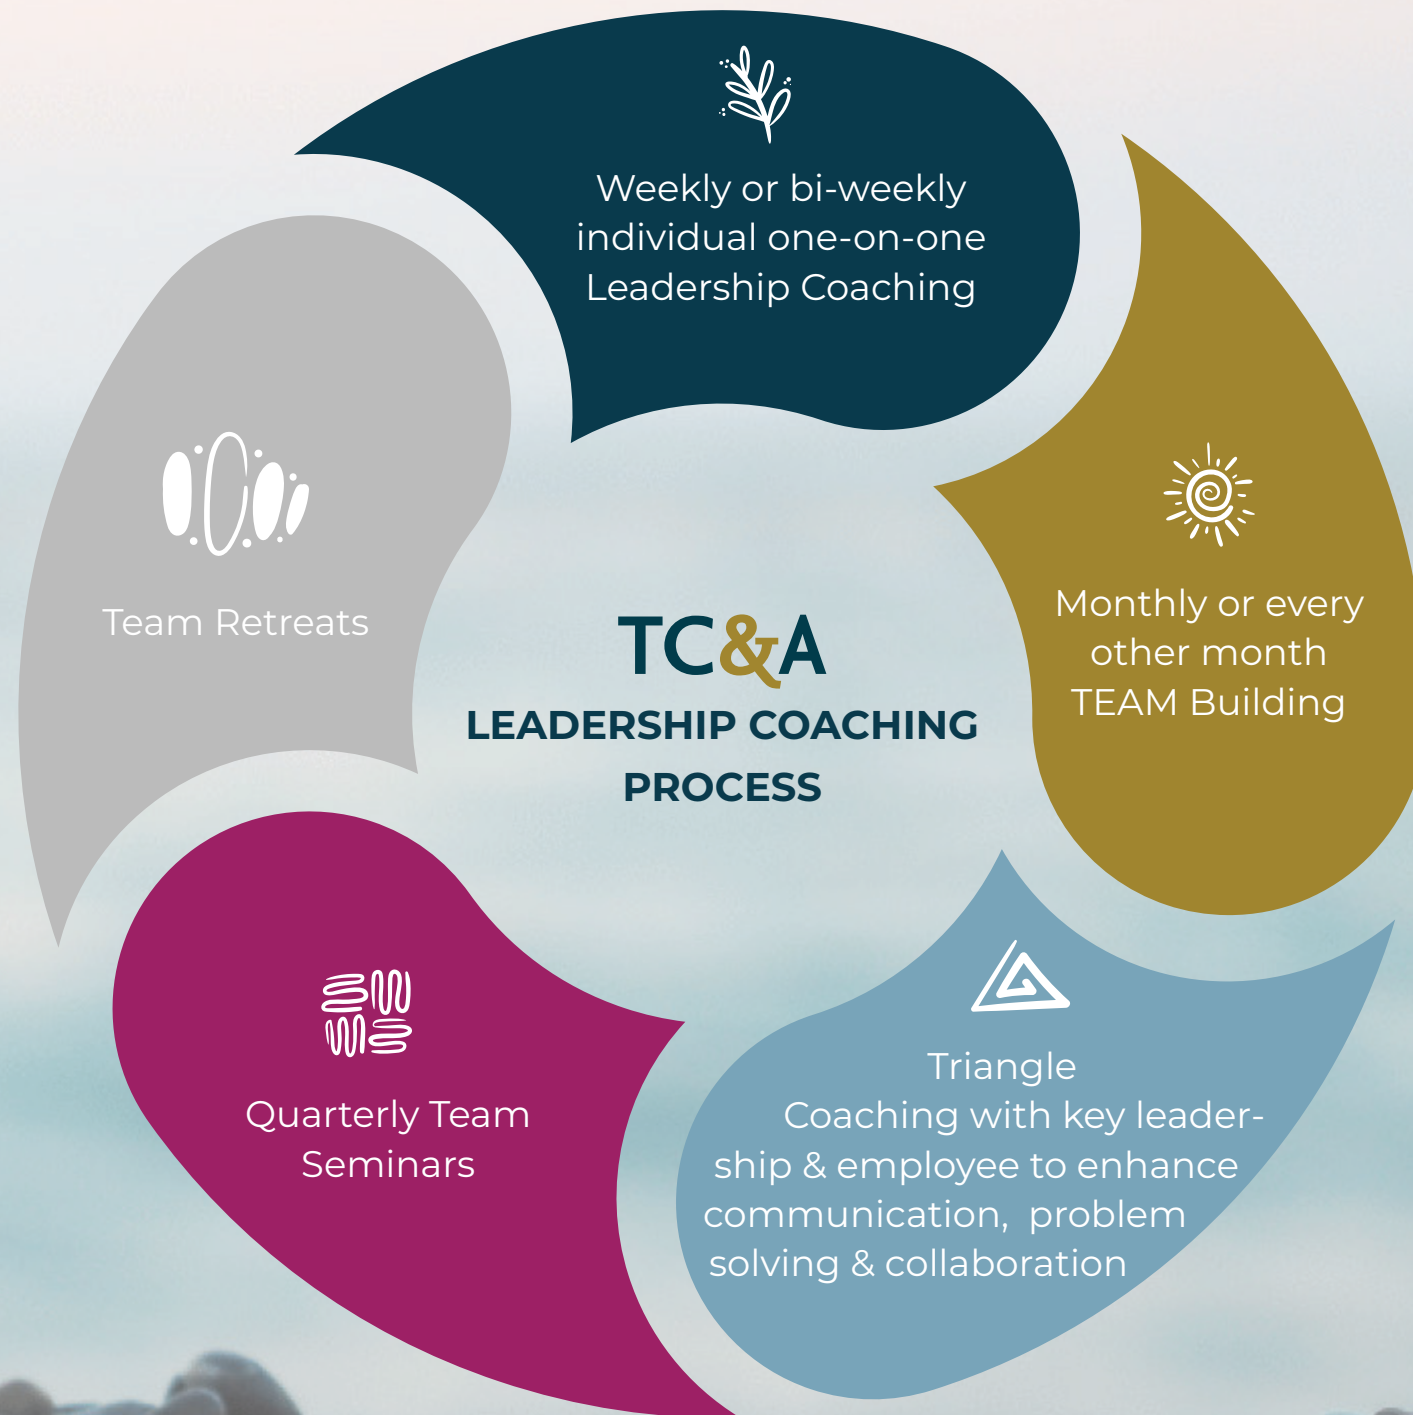 Weekly or bi-weekly
individual one-on-one
Leadership Coaching
Monthly or every
other month
TEAM Building
Triangle
Coaching with key leader-
ship & employee to enhance
communication, problem
solving & collaboration
Quarterly Team
Seminars
Team Retreats
TC&A
LEADERSHIP COACHING
PROCESS